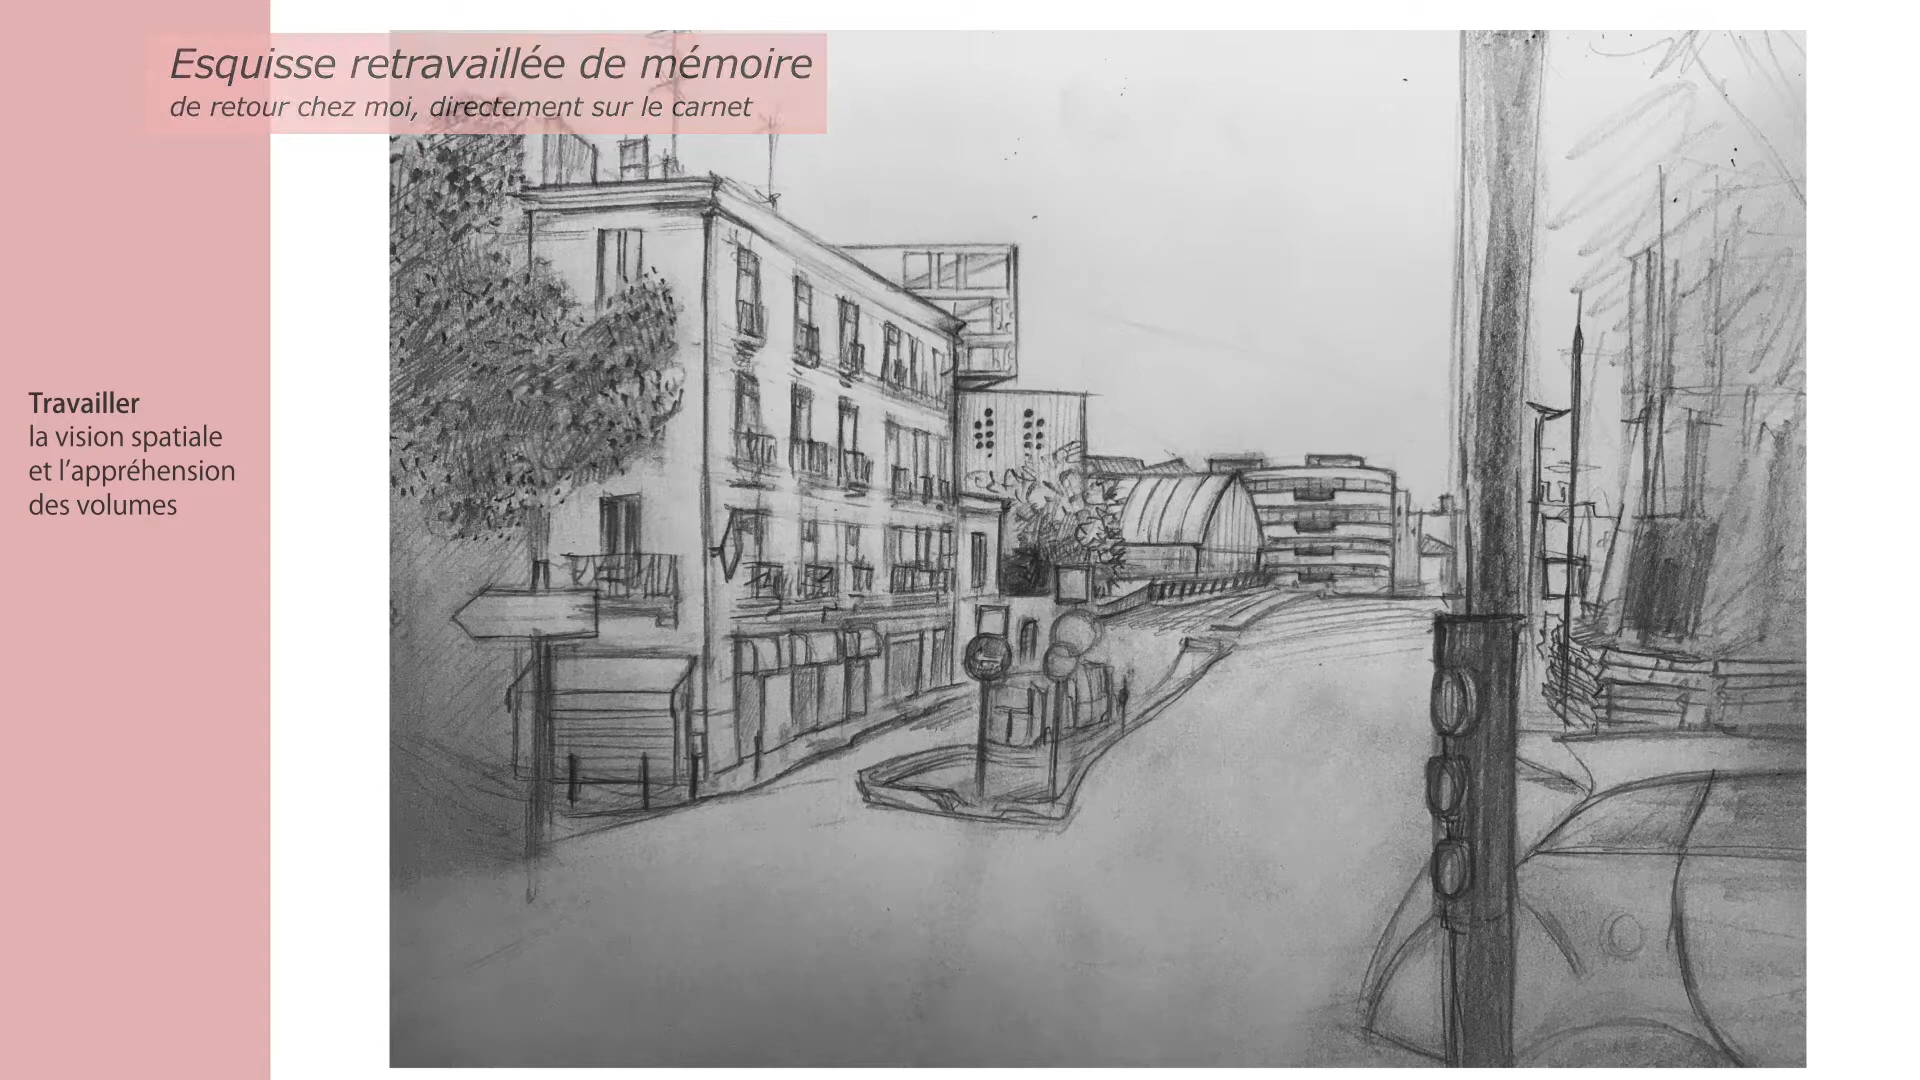 Esquisse retravaillée de mémoire
de retour chez moi, directement sur le carnet
Travailler
la vision spatiale
et l’appréhension
des volumes